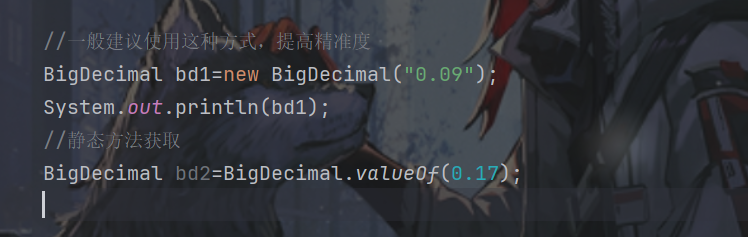 //一般建议使用这种方式，提高精准度
BigDecimal bd1=new BigDecimal("0.09");
System.out.println(bd1);
//静态方法获取
BigDecimal bd2=BigDecimal.valueOf(0.17);